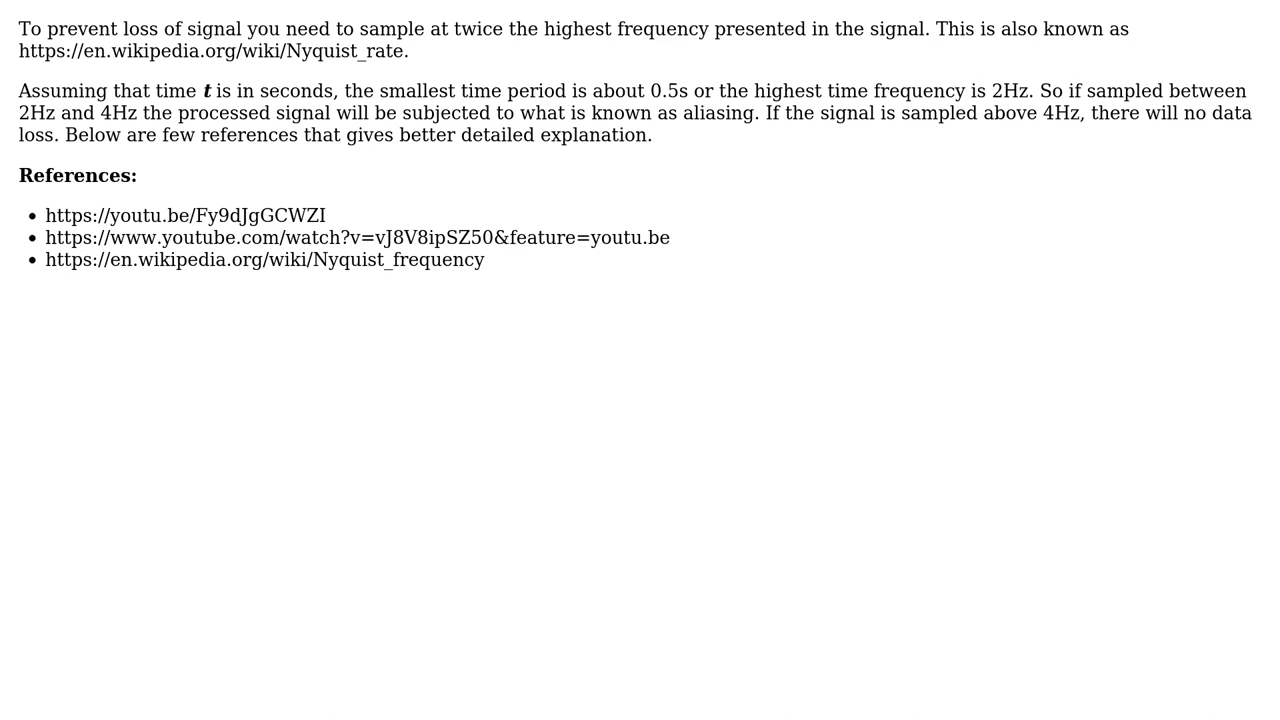 To prevent loss of signal you need to sample at twice the highest frequency presented in the signal. This is also known as
https://en.wikipedia.org/wiki/Nyquist_rate.
Assuming that time t is in seconds, the smallest time period is about 0.5s or the highest time frequency is 2Hz. So if sampled between
2Hz and 4Hz the processed signal will be subjected to what is known as aliasing. If the signal is sampled above 4Hz, there will no data
loss. Below are few references that gives better detailed explanation.
References:
• https://youtu.be/Fy9dJgGCWZI
• https://www.youtube.com/watch?v=vJ8V8ipSZ50&feature=youtu.be
• https://en.wikipedia.org/wiki/Nyquist_frequency